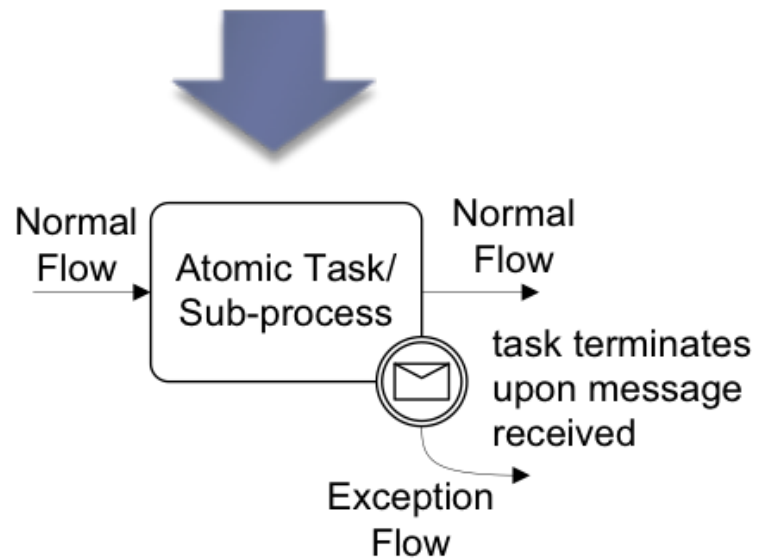 Normal
Flow
Atomic Task/
Sub-process
Normal
Flow
task terminates
upon message
received
Exception
Flow